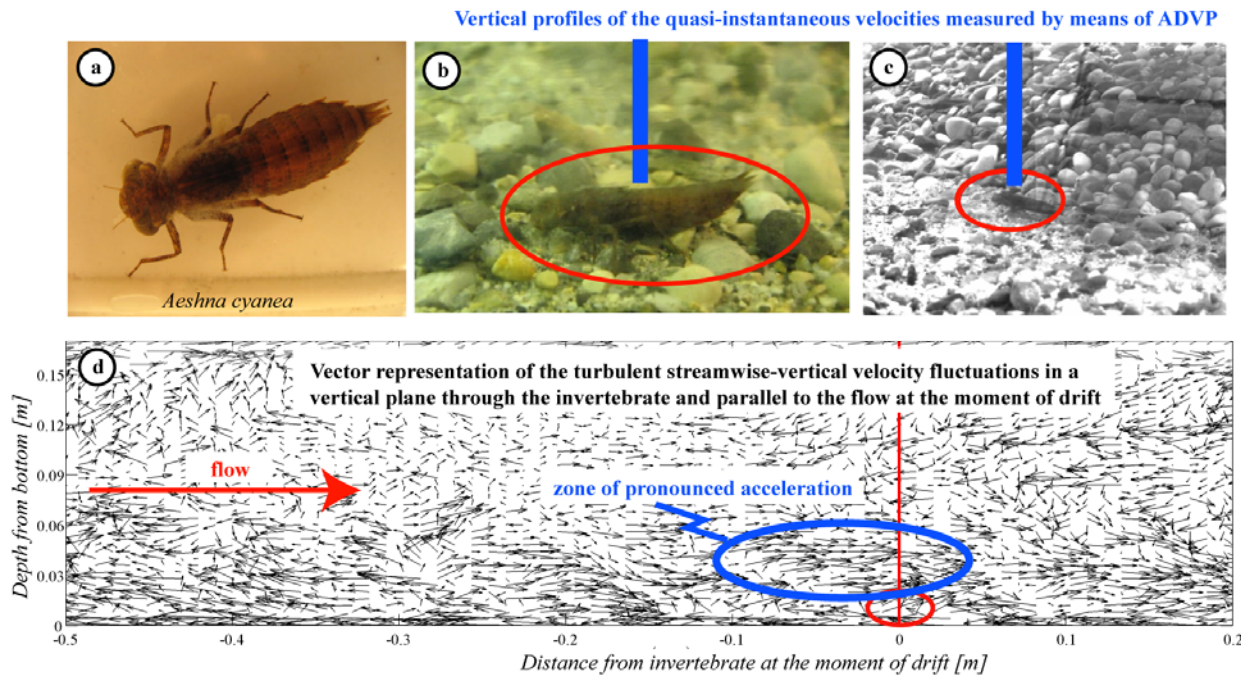 Vertical profiles of the quasi-instantaneous velocities measured by means of ADVP
a
b
c
Aeshna cyanea
d
Vector representation of the turbulent streamwise-vertical velocity fluctuations in a
vertical plane through the invertebrate and parallel to the flow at the moment of drift
flow
zone of pronounced acceleration
Depth from bottom [m]
0.15
0.09
0.06
0.03
0
-0.5
-0.4
-0.3
-0.2
-0.1
0
0.1
0.2
Distance from invertebrate at the moment of drift [m]